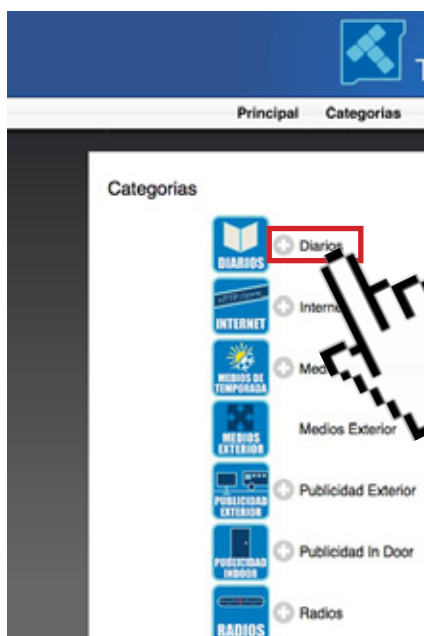 T
Principal Categorias
Categorias
DIARIOS
Diarios
INTERNET
MEDIOS DE
TEMPORADA
MEDIOS
EXTERIOR
Medios Exterior
PUBLICIDAD
EXTERIOR
Publicidad Exterior
PUBLICIDAD
INDOOR
Publicidad In Door
RADIOS
Radios